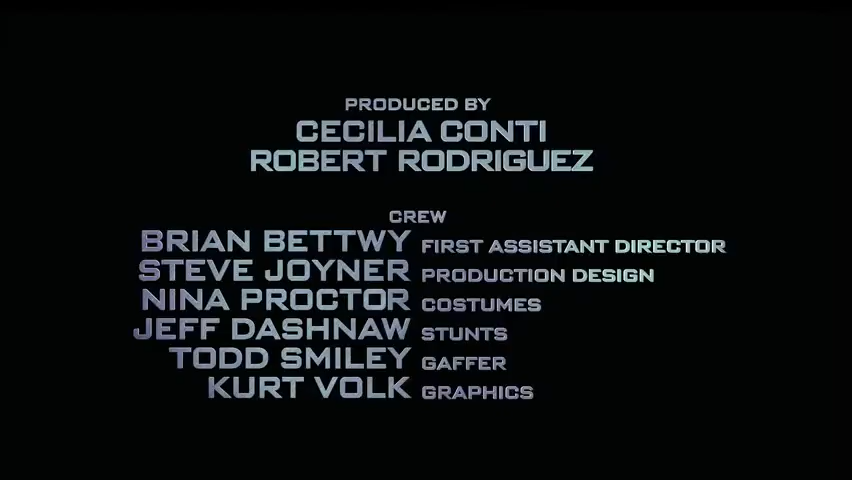 PRODUCED BY
CECILIA CONTI
ROBERT RODRIGUEZ
CREW
BRIAN BETTWY FIRST ASSISTANT DIRECTOR
STEVE JOYNER PRODUCTION DESIGN
NINA PROCTOR COSTUMES
JEFF DASHNAW STUNTS
TODD SMILEY GAFFER
KURT VOLK GRAPHICS